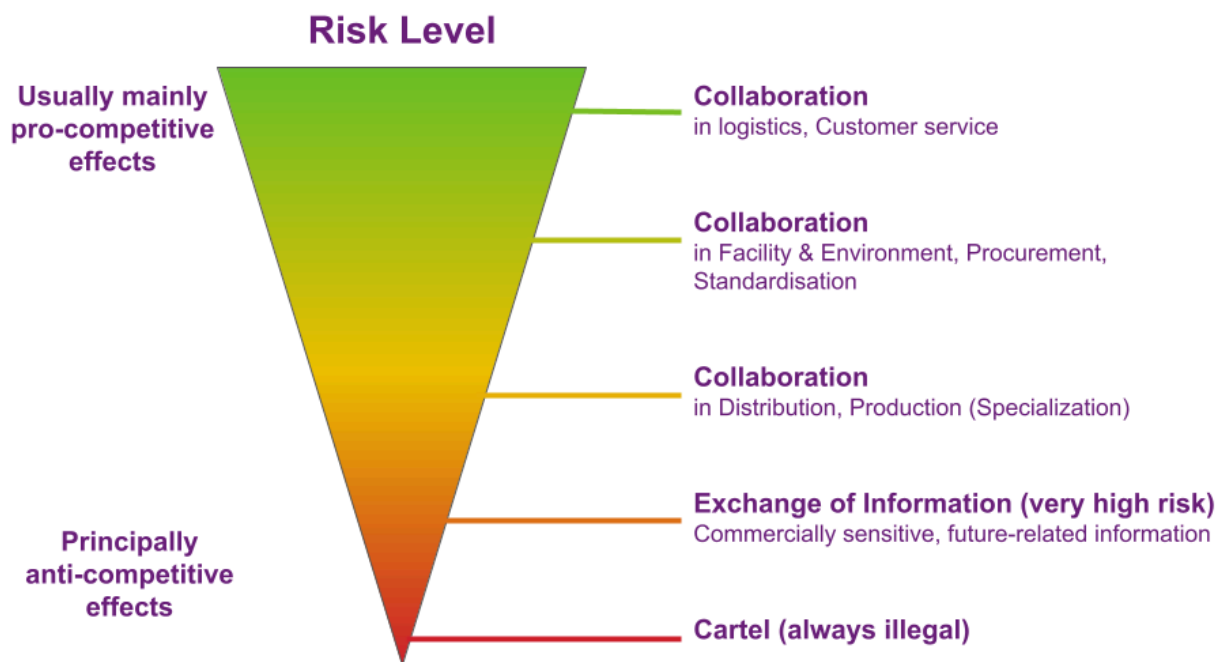 Risk Level
Usually mainly
pro-competitive
effects
Collaboration
in logistics, Customer service
Collaboration
in Facility & Environment, Procurement,
Standardisation
Collaboration
in Distribution, Production (Specialization)
Exchange of Information (very high risk)
Commercially sensitive, future-related information
Principally
anti-competitive
effects
Cartel (always illegal)